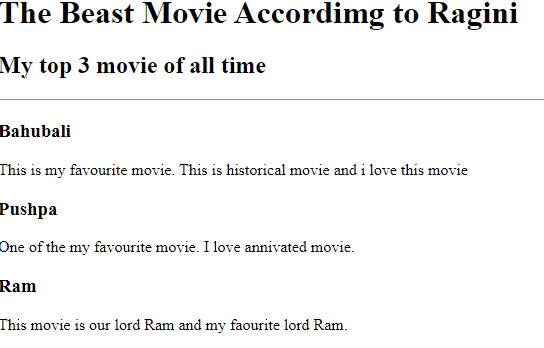 The Beast Movie Accordimg to Ragini
My top 3 movie of all time
Bahubali
This is my favourite movie. This is historical movie and i love this movie
Pushpa
One of the my favourite movie. I love annivated movie.
Ram
This movie is our lord Ram and my faourite lord Ram.